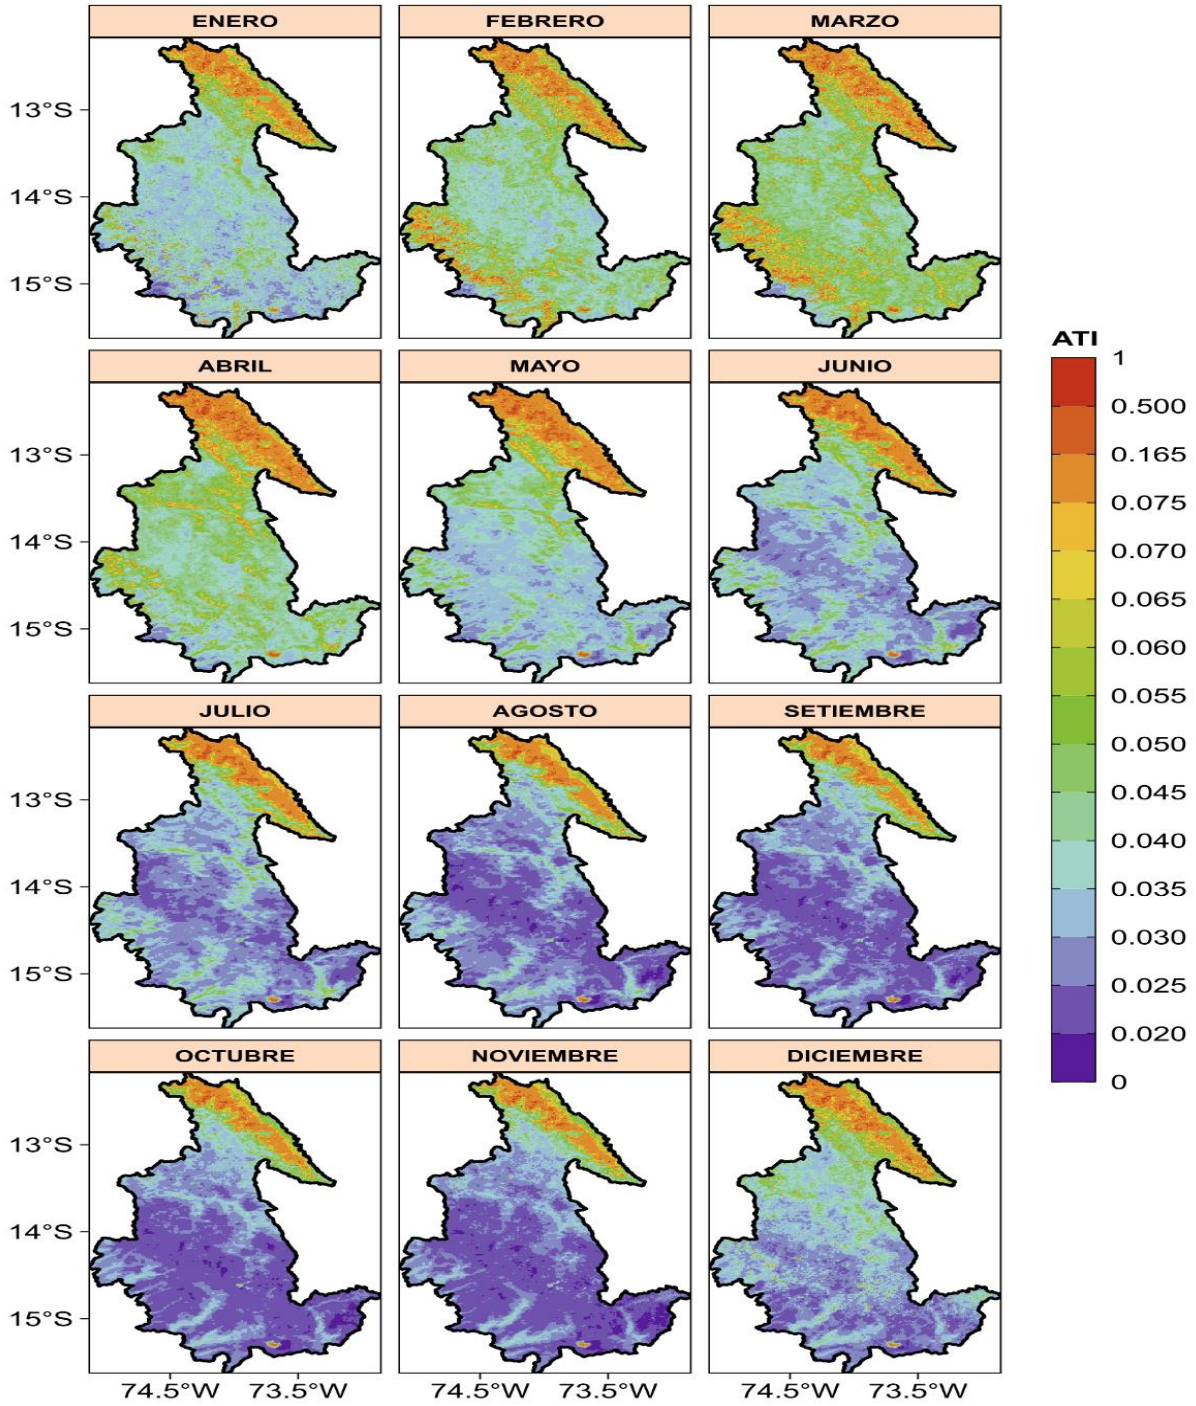 ENERO FEBRERO MARZO
13°S
14°S
15°S
ABRIL MAYO JUNIO
13°S
14°S
15°S
JULIO AGOSTO SETIEMBRE
13°S
14°S
15°S
OCTUBRE NOVIEMBRE DICIEMBRE
13°S
14°S
15°S
74.5°W 73.5°W 74.5°W 73.5°W 74.5°W 73.5°W
ATI
1
0.500
0.165
0.075
0.070
0.065
0.060
0.055
0.050
0.045
0.040
0.035
0.030
0.025
0.020
0